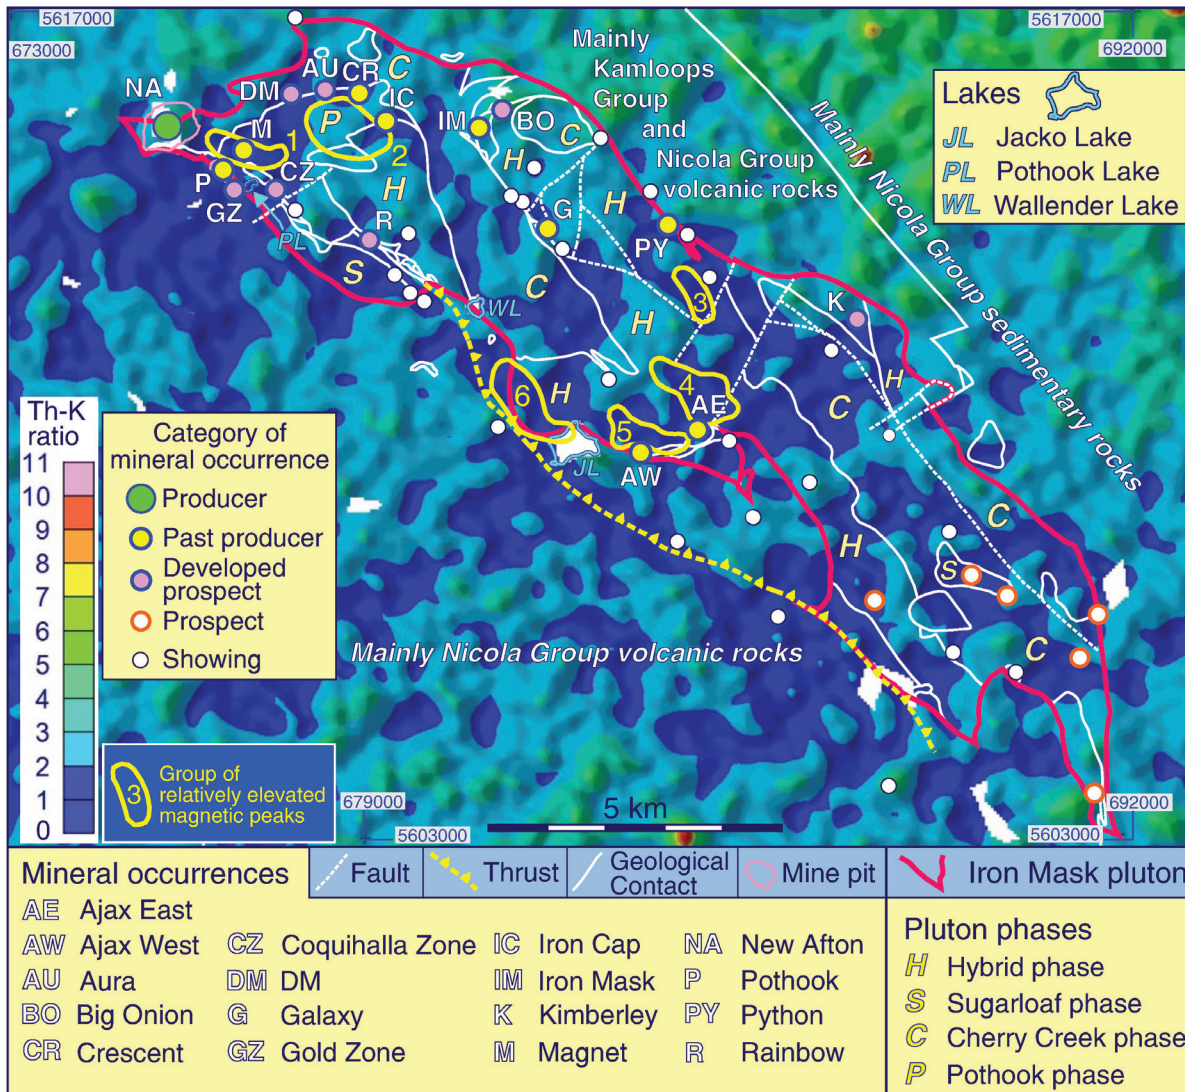 5617000
673000
5617000
692000
Mainly
Kamloops
Group
and
Nicola Group
volcanic rocks
Mainly Nicola Group sedimentary rocks
Lakes
JL Jacko Lake
PL Pothook Lake
WL Wallender Lake
NA
DM
AU
CR
C
IC
M
1
P
2
P
CZ
GZ
H
PL
R
S
IM
BO
C
H
G
H
PY
C
WL
H
3
K
H
C
4
AE
5
AW
6
H
JL
H
C
S
C
Th-K
ratio
11
10
9
8
7
6
5
4
3
2
1
0
Category of
mineral occurrence
Producer
Past producer
Developed
prospect
Prospect
Showing
Mainly Nicola Group volcanic rocks
3
Group of
relatively elevated
magnetic peaks
679000
5603000
5 km
692000
5603000
Mineral occurrences
Fault
Thrust
Geological
Contact
Mine pit
Iron Mask pluton
AE Ajax East
AW Ajax West
AU Aura
BO Big Onion
CR Crescent
CZ Coquihalla Zone
DM DM
G Galaxy
GZ Gold Zone
IC Iron Cap
IM Iron Mask
K Kimberley
M Magnet
NA New Afton
P Pothook
PY Python
R Rainbow
Pluton phases
H Hybrid phase
S Sugarloaf phase
C Cherry Creek phase
P Pothook phase